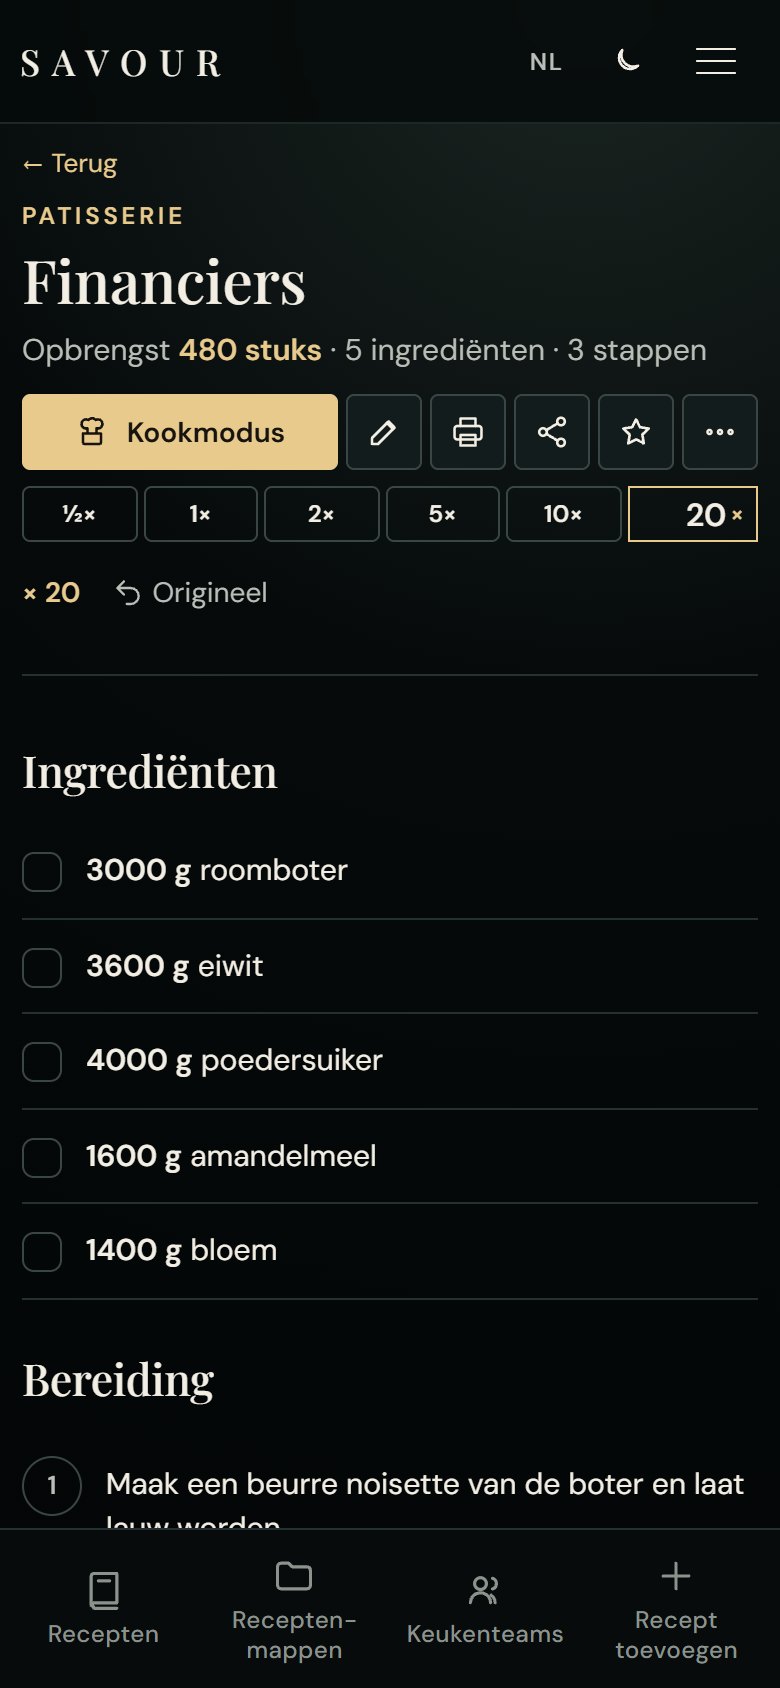 SAVOUR
NL
← Terug
PATISSERIE
Financiers
Opbrengst 480 stuks · 5 ingrediënten · 3 stappen
Kookmodus
½× 1× 2× 5× 10× 20 ×
× 20 Origineel
Ingrediënten
3000 g roomboter
3600 g eiwit
4000 g poedersuiker
1600 g amandelmeel
1400 g bloem
Bereiding
1 Maak een beurre noisette van de boter en laat
lauw worden
Recepten
Recepten-
mappen
Keukenteams
Recept
toevoegen